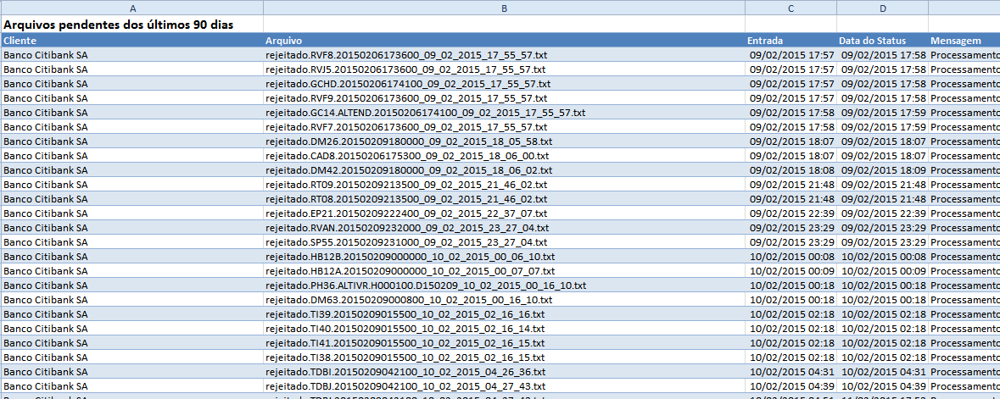 A B C D
Arquivos pendentes dos últimos 90 dias
Cliente Arquivo Entrada Data do Status Mensagem
Banco Citibank SA rejeitado.RVF8.20150206173600_09_02_2015_17_55_57.txt 09/02/2015 17:57 09/02/2015 17:58 Processamento
Banco Citibank SA rejeitado.RVJ5.20150206173600_09_02_2015_17_55_57.txt 09/02/2015 17:57 09/02/2015 17:58 Processamento
Banco Citibank SA rejeitado.GCHD.20150206174100_09_02_2015_17_55_57.txt 09/02/2015 17:57 09/02/2015 17:58 Processamento
Banco Citibank SA rejeitado.RVF9.20150206173600_09_02_2015_17_55_57.txt 09/02/2015 17:57 09/02/2015 17:58 Processamento
Banco Citibank SA rejeitado.GC14.ALTEND.20150206174100_09_02_2015_17_55_57.txt 09/02/2015 17:58 09/02/2015 17:59 Processamento
Banco Citibank SA rejeitado.RVF7.20150206173600_09_02_2015_17_55_57.txt 09/02/2015 17:58 09/02/2015 17:59 Processamento
Banco Citibank SA rejeitado.DM26.20150209180000_09_02_2015_18_05_58.txt 09/02/2015 18:07 09/02/2015 18:07 Processamento
Banco Citibank SA rejeitado.CAD8.20150206175300_09_02_2015_18_06_00.txt 09/02/2015 18:07 09/02/2015 18:07 Processamento
Banco Citibank SA rejeitado.DM42.20150209180000_09_02_2015_18_06_02.txt 09/02/2015 18:08 09/02/2015 18:09 Processamento
Banco Citibank SA rejeitado.RT09.20150209213500_09_02_2015_21_46_02.txt 09/02/2015 21:48 09/02/2015 21:48 Processamento
Banco Citibank SA rejeitado.RT08.20150209213500_09_02_2015_21_46_02.txt 09/02/2015 21:48 09/02/2015 21:48 Processamento
Banco Citibank SA rejeitado.EP21.20150209222400_09_02_2015_22_37_07.txt 09/02/2015 22:39 09/02/2015 22:39 Processamento
Banco Citibank SA rejeitado.RVAN.20150209232000_09_02_2015_23_27_04.txt 09/02/2015 23:29 09/02/2015 23:29 Processamento
Banco Citibank SA rejeitado.SP55.20150209231000_09_02_2015_23_27_04.txt 09/02/2015 23:29 09/02/2015 23:29 Processamento
Banco Citibank SA rejeitado.HB12B.20150209000000_10_02_2015_00_06_10.txt 10/02/2015 00:08 10/02/2015 00:08 Processamento
Banco Citibank SA rejeitado.HB12A.20150209000000_10_02_2015_00_07_07.txt 10/02/2015 00:09 10/02/2015 00:09 Processamento
Banco Citibank SA rejeitado.PH36.ALTIVR.H000100.D150209_10_02_2015_00_16_10.txt 10/02/2015 00:18 10/02/2015 00:18 Processamento
Banco Citibank SA rejeitado.DM63.20150209000800_10_02_2015_00_16_10.txt 10/02/2015 00:18 10/02/2015 00:18 Processamento
Banco Citibank SA rejeitado.TI39.20150209015500_10_02_2015_02_16_16.txt 10/02/2015 02:18 10/02/2015 02:18 Processamento
Banco Citibank SA rejeitado.TI40.20150209015500_10_02_2015_02_16_14.txt 10/02/2015 02:18 10/02/2015 02:18 Processamento
Banco Citibank SA rejeitado.TI41.20150209015500_10_02_2015_02_16_15.txt 10/02/2015 02:18 10/02/2015 02:18 Processamento
Banco Citibank SA rejeitado.TI38.20150209015500_10_02_2015_02_16_15.txt 10/02/2015 02:18 10/02/2015 02:18 Processamento
Banco Citibank SA rejeitado.TDBI.20150209042100_10_02_2015_04_26_36.txt 10/02/2015 04:31 10/02/2015 04:31 Processamento
Banco Citibank SA rejeitado.TDBJ.20150209042100_10_02_2015_04_27_43.txt 10/02/2015 04:39 10/02/2015 04:39 Processamento